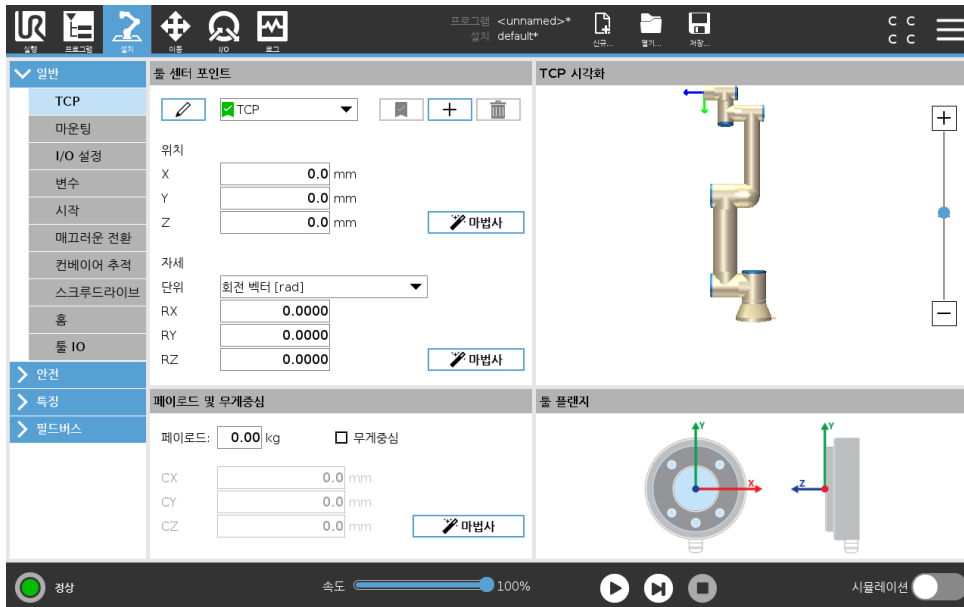 프로그램 <unnamed>*
설치 default*
UR
실행 프로그램 설치 이동 I/O 로그 신규... 열기... 저장...
C C
C C
일반
TCP
마운팅
I/O 설정
변수
시작
매끄러운 전환
컨베이어 추적
스크루드라이브
홈
툴 IO
안전
특징
필드버스
툴 센터 포인트
TCP
위치
X 0.0 mm
Y 0.0 mm
Z 0.0 mm 마법사
자세
단위 회전 벡터 [rad]
RX 0.0000
RY 0.0000
RZ 0.0000 마법사
TCP 시각화
페이로드 및 무게중심
페이로드: 0.00 kg 무게중심
CX 0.0 mm
CY 0.0 mm
CZ 0.0 mm 마법사
툴 플랜지
Y Y
X Z
정상 속도 100% 시뮬레이션